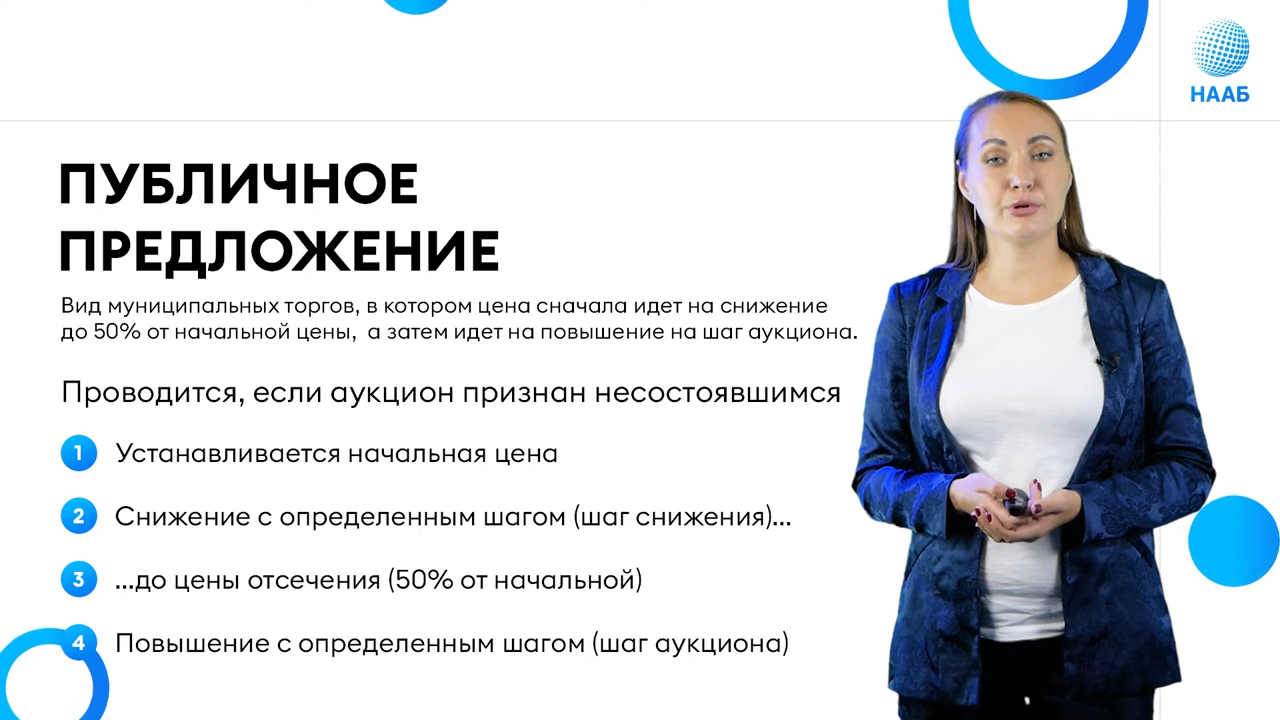 НААБ
ПУБЛИЧНОЕ
ПРЕДЛОЖЕНИЕ
Вид муниципальных торгов, в котором цена сначала идет на снижение
до 50% от начальной цены, а затем идет на повышение на шаг аукциона.
Проводится, если аукцион признан несостоявшимся
1 Устанавливается начальная цена
2 Снижение с определенным шагом (шаг снижения)...
3 ...до цены отсечения (50% от начальной)
4 Повышение с определенным шагом (шаг аукциона)